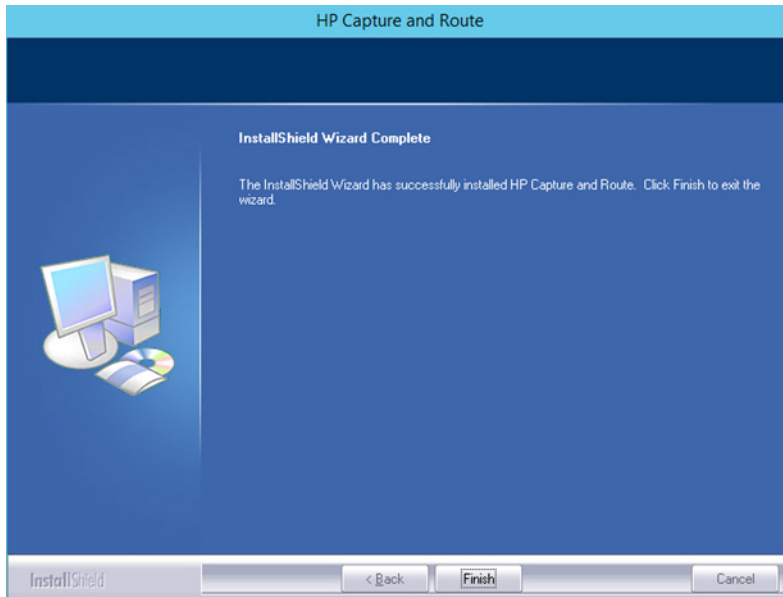 HP Capture and Route
InstallShield Wizard Complete
The InstallShield Wizard has successfully installed HP Capture and Route. Click Finish to exit the
wizard.
InstallShield
< Back
Finish
Cancel